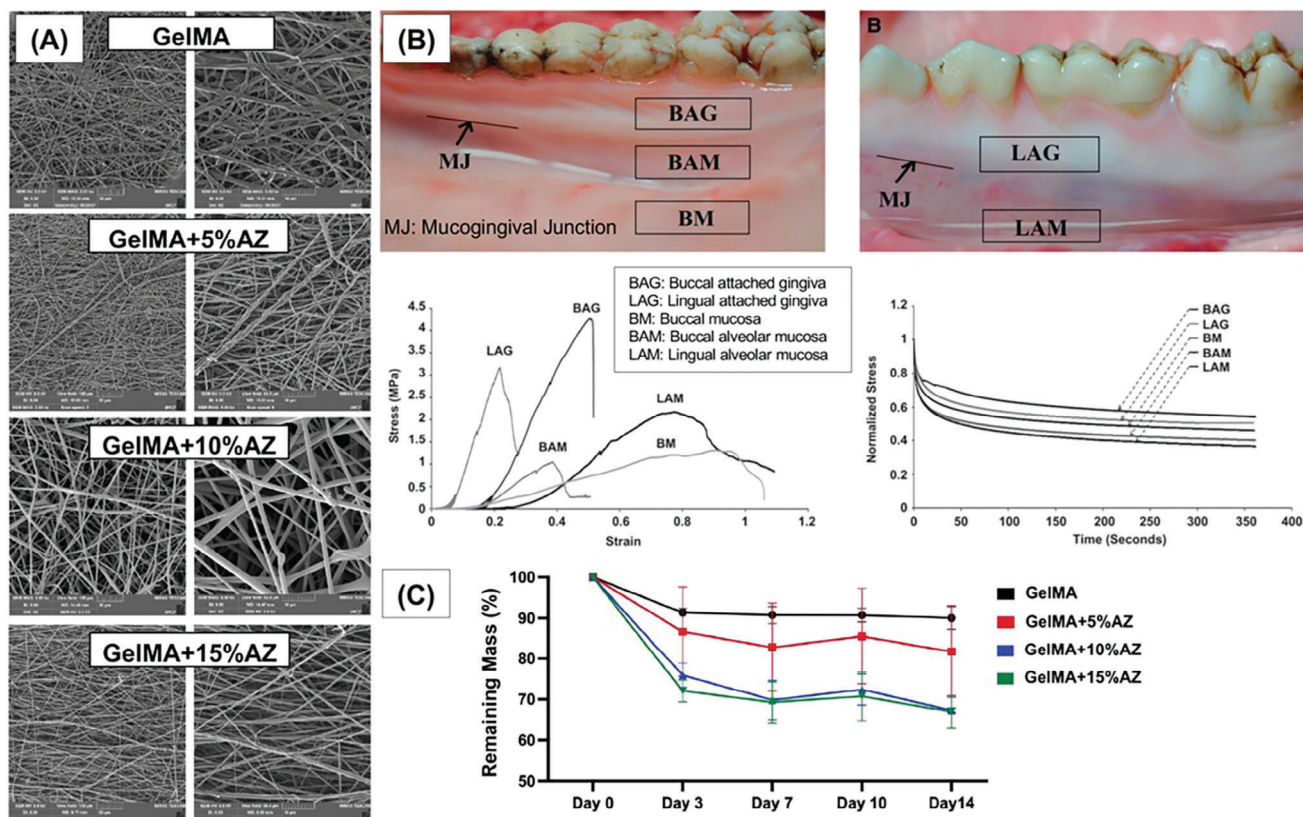 (A)
GelMA
GelMA+5%AZ
GelMA+10%AZ
GelMA+15%AZ
(B)
BAG
BAM
BM
MJ
MJ: Mucogingival Junction
B
LAG
LAM
MJ
BAG: Buccal attached gingiva
LAG: Lingual attached gingiva
BM: Buccal mucosa
BAM: Buccal alveolar mucosa
LAM: Lingual alveolar mucosa
Stress (MPa)
4.5
4
3.5
3
2.5
2
1.5
1
0.5
0
0 0.2 0.4 0.6 0.8 1 1.2
Strain
LAG
BAG
BAM
LAM
BM
Normalized Stress
1.2
1
0.8
0.6
0.4
0.2
0
0 50 100 150 200 250 300 350 400
Time (Seconds)
BAG
LAG
BM
BAM
LAM
(C)
Remaining Mass (%)
100
90
80
70
60
50
Day 0 Day 3 Day 7 Day 10 Day14
GelMA
GelMA+5%AZ
GelMA+10%AZ
GelMA+15%AZ